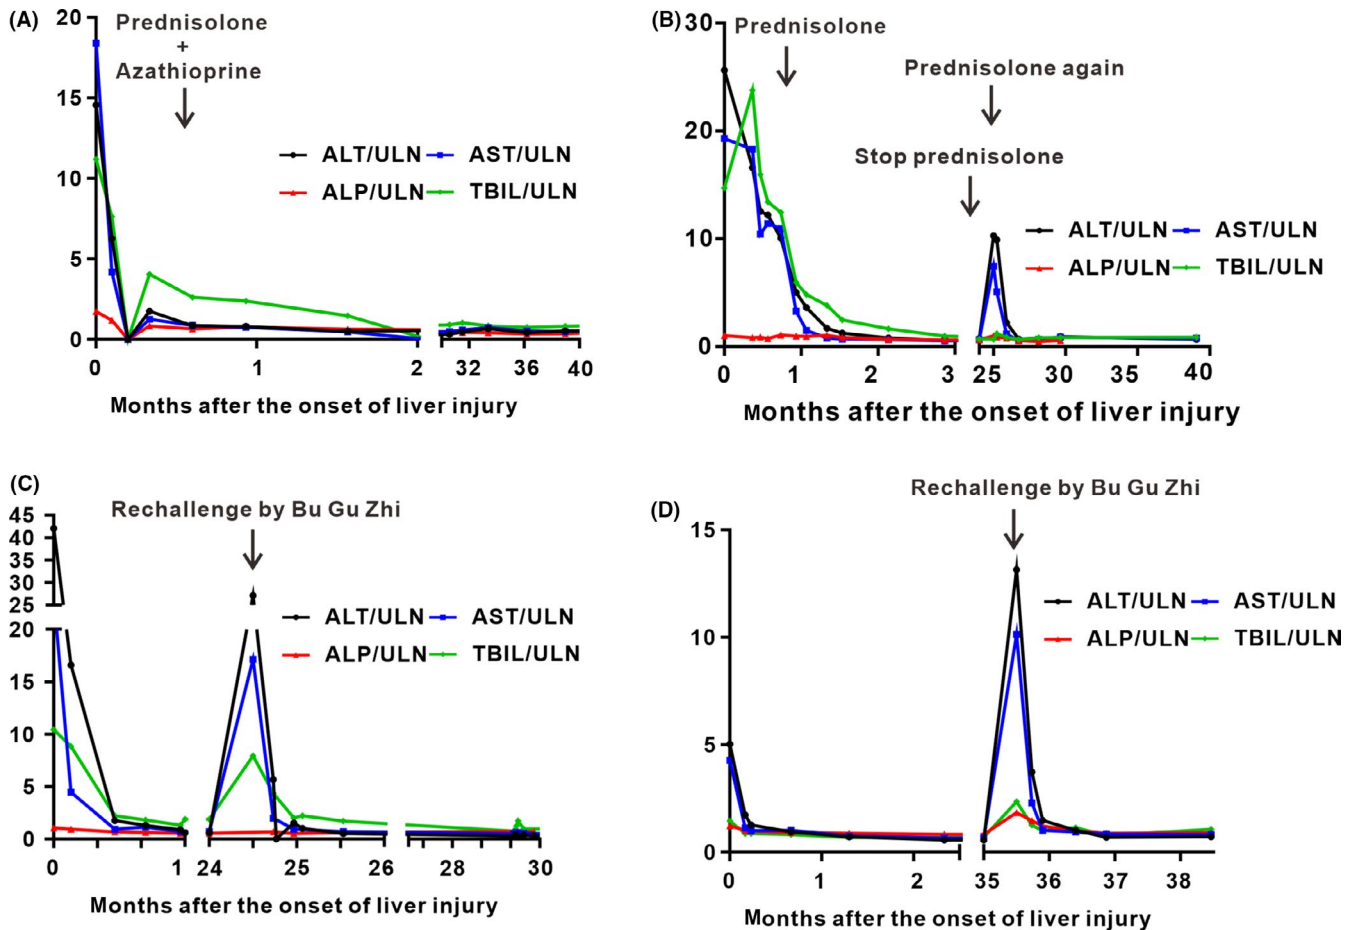 (A)
Prednisolone
+
Azathioprine
20
15
10
5
0
ALT/ULN
AST/ULN
ALP/ULN
TBIL/ULN
0
1
2
32
36
40
Months after the onset of liver injury
(B)
Prednisolone
Prednisolone again
Stop prednisolone
30
20
10
0
ALT/ULN
AST/ULN
ALP/ULN
TBIL/ULN
0
1
2
3
25
30
35
40
Months after the onset of liver injury
(C)
Rechallenge by Bu Gu Zhi
45
40
35
30
25
20
15
10
5
0
ALT/ULN
AST/ULN
ALP/ULN
TBIL/ULN
0
1
24
25
26
28
30
Months after the onset of liver injury
(D)
Rechallenge by Bu Gu Zhi
15
10
5
0
ALT/ULN
AST/ULN
ALP/ULN
TBIL/ULN
0
1
2
35
36
37
38
Months after the onset of liver injury